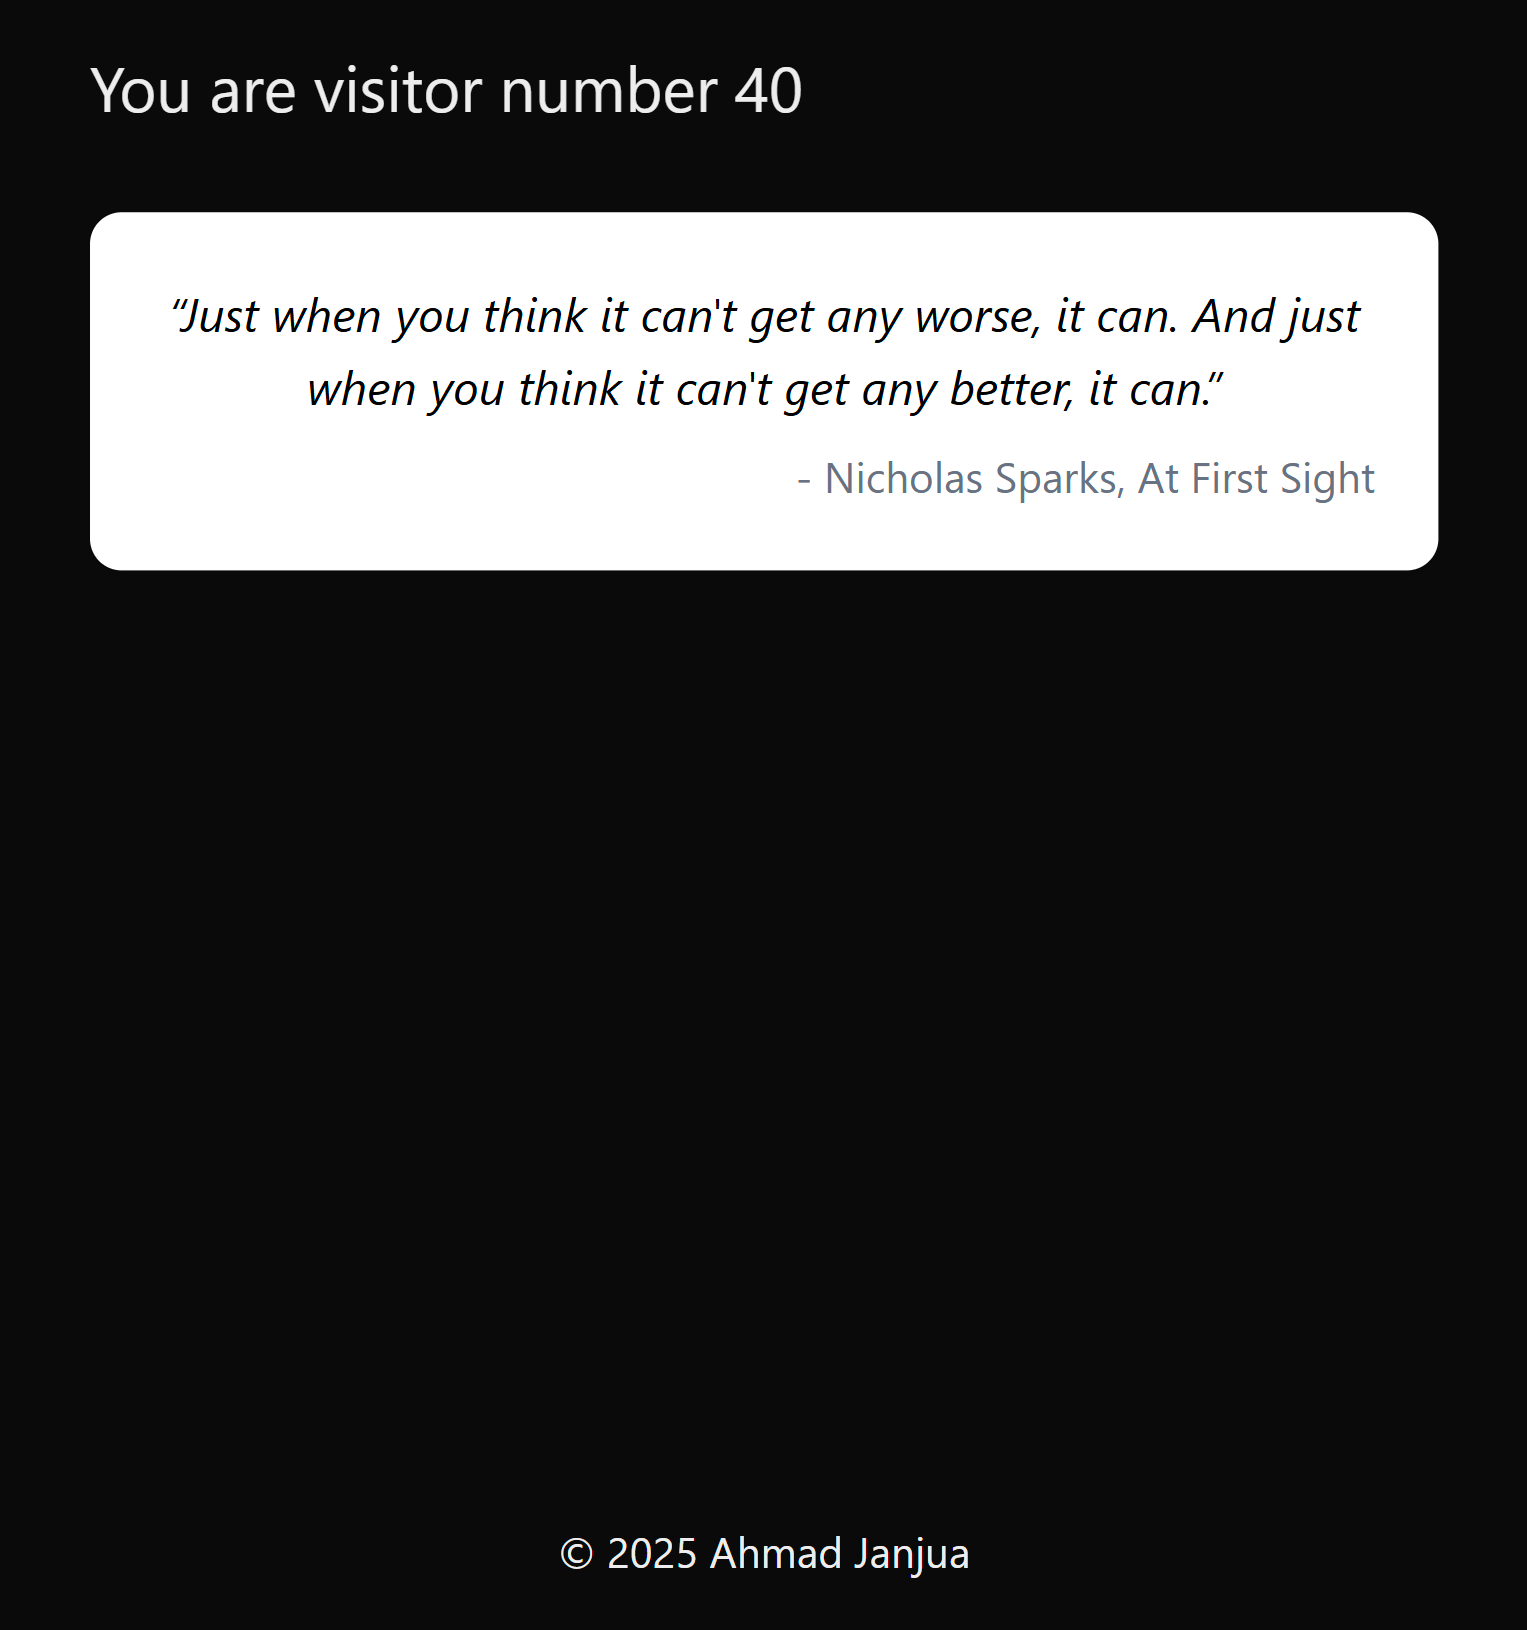 You are visitor number 40
“Just when you think it can't get any worse, it can. And just
when you think it can't get any better, it can.”
- Nicholas Sparks, At First Sight
© 2025 Ahmad Janjua